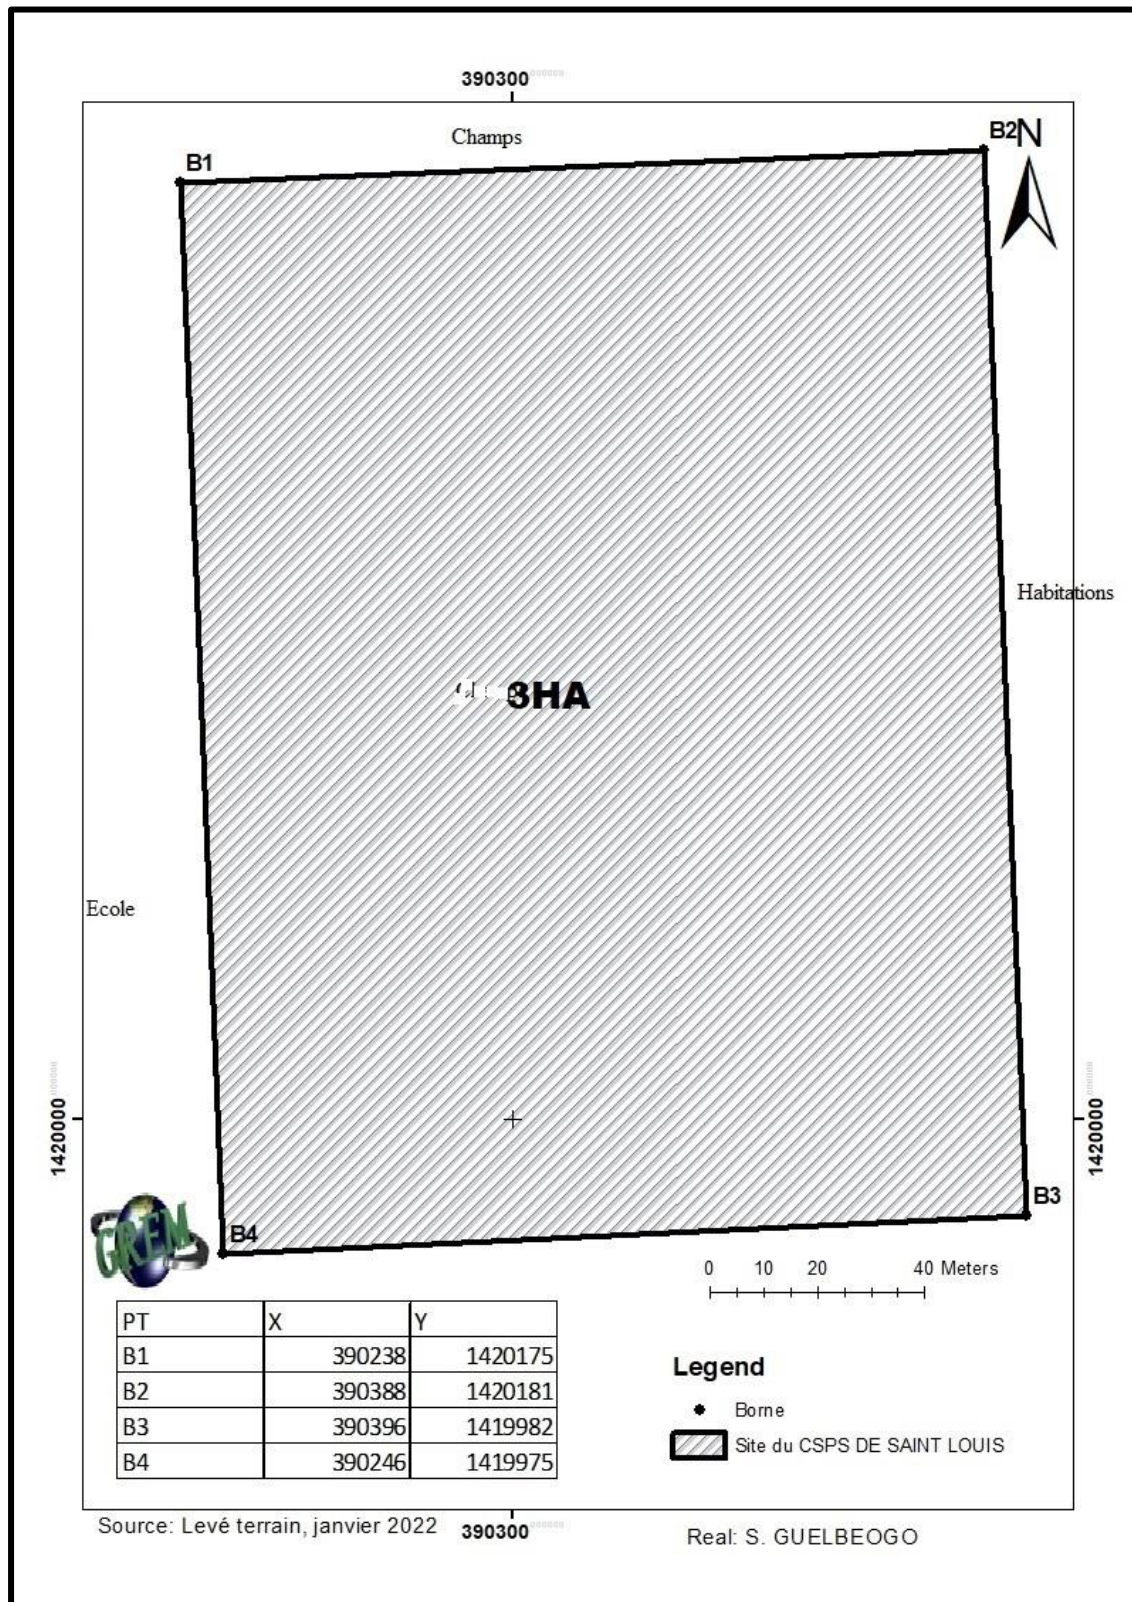 390300
Champs
B1
B2
N
Habitations
3HA
Ecole
1420000
1420000
B3
B4
GREM
0 10 20 40 Meters
PT X Y
B1 390238 1420175
B2 390388 1420181
B3 390396 1419982
B4 390246 1419975
Legend
Borne
Site du CSPS DE SAINT LOUIS
Source: Levé terrain, janvier 2022
390300
Real: S. GUELBEOGO